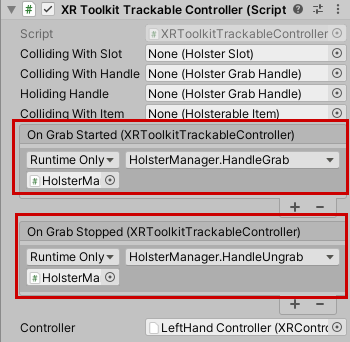 XR Toolkit Trackable Controller (Script
Script XRToolkitTrackableController
Colliding With Slot None (Holster Slot)
Colliding With Handle None (Holster Grab Handle)
Holiding Handle None (Holster Grab Handle)
Colliding With Item None (Holsterable Item)
On Grab Started (XRToolkitTrackableController)
Runtime Only HolsterManager.HandleGrab
HolsterMa
On Grab Stopped (XRToolkitTrackableController)
Runtime Only HolsterManager.HandleUngrab
HolsterMa
Controller LeftHand Controller (XRContro